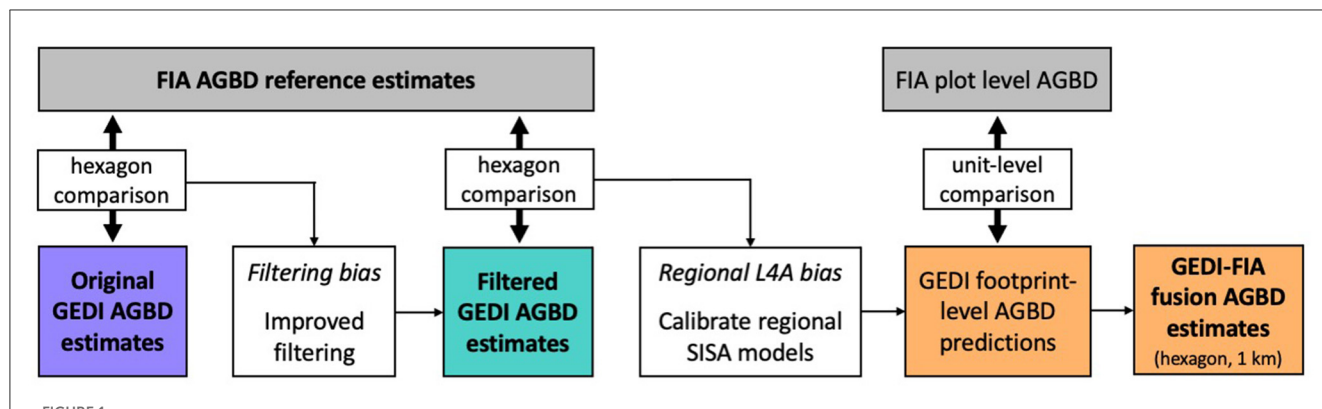 FIA AGBD reference estimates
FIA plot level AGBD
hexagon
comparison
hexagon
comparison
unit-level
comparison
Original
GEDI AGBD
estimates
Filtering bias
Improved
filtering
Filtered
GEDI AGBD
estimates
Regional L4A bias
Calibrate regional
SISA models
GEDI footprint-
level AGBD
predictions
GEDI-FIA
fusion AGBD
estimates
(hexagon, 1 km)
FIGURE 1